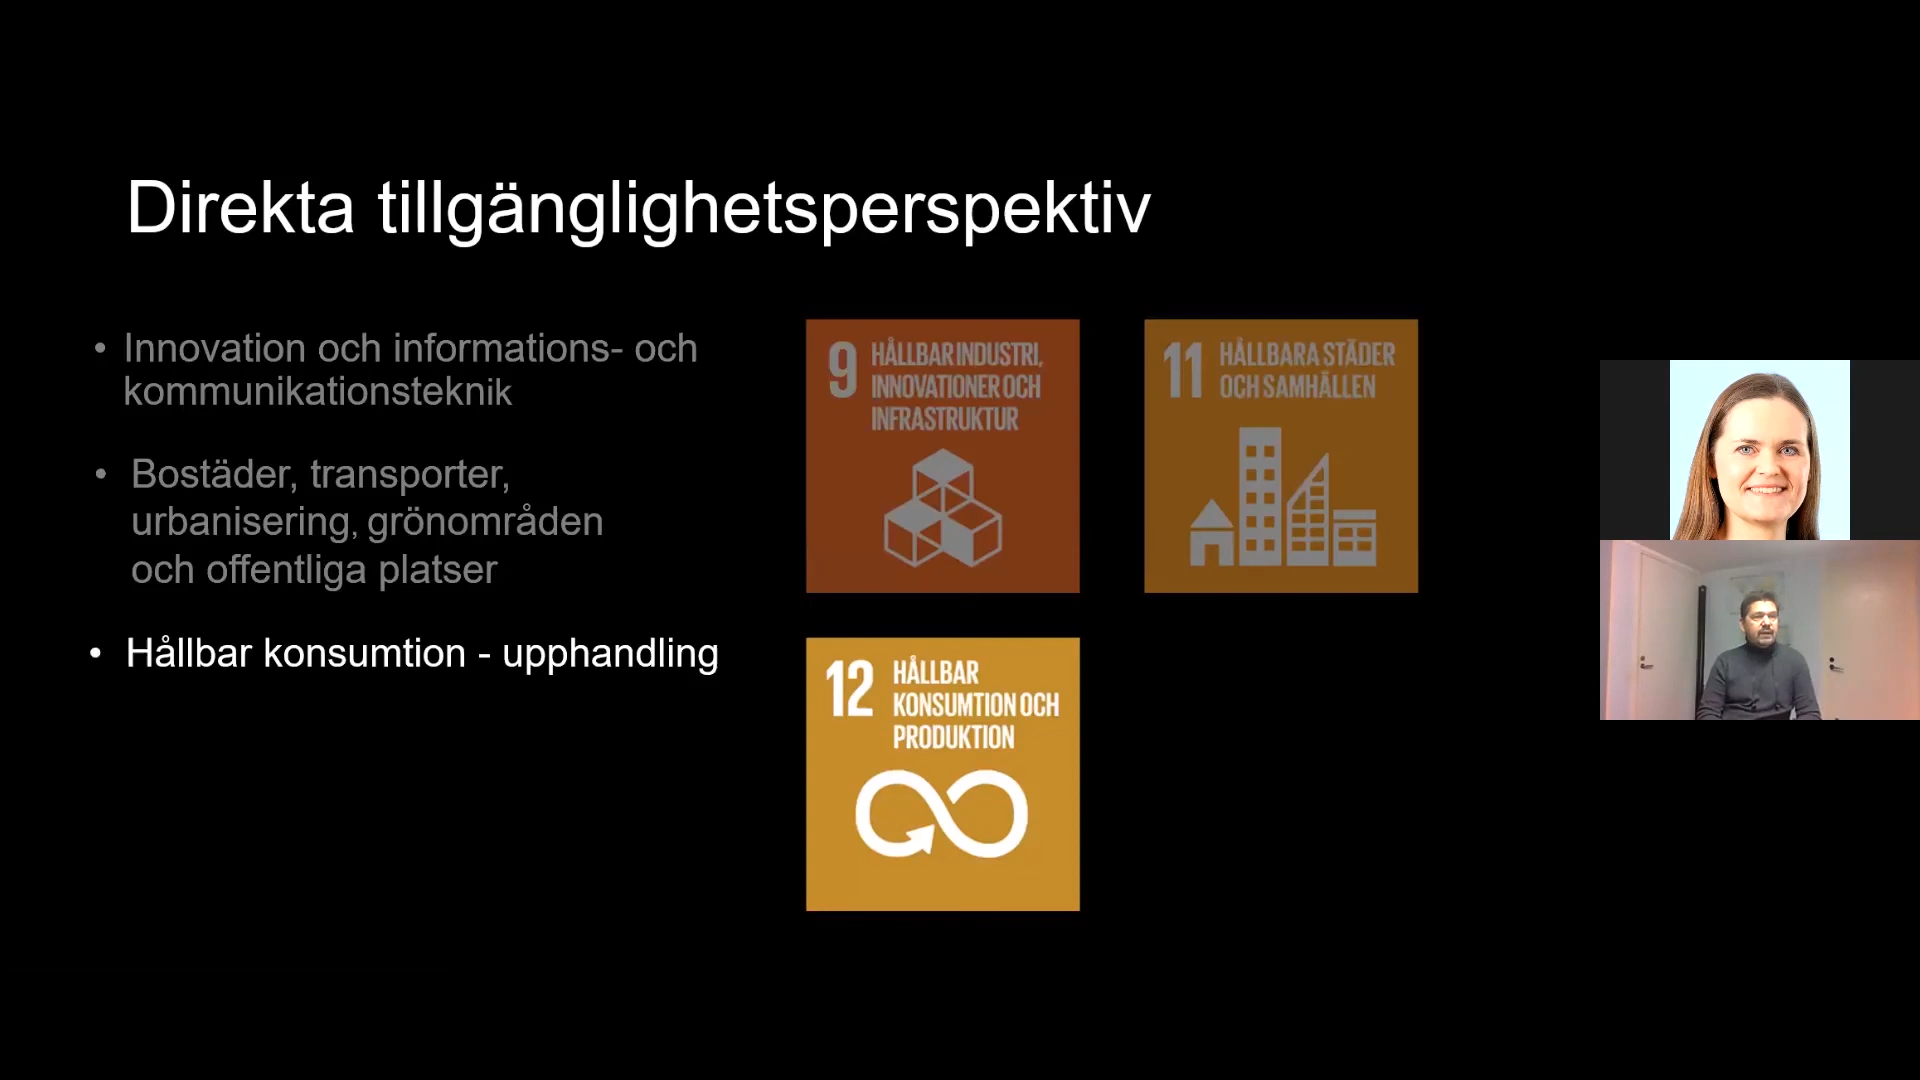 Direkta tillgänglighetsperspektiv
• Innovation och informations- och
kommunikationsteknik
• Bostäder, transporter,
urbanisering, grönområden
och offentliga platser
• Hållbar konsumtion - upphandling
9 HÅLLBAR INDUSTRI,
INNOVATIONER OCH
INFRASTRUKTUR
11 HÅLLBARA STÄDER
OCH SAMHÄLLEN
12 HÅLLBAR
KONSUMTION OCH
PRODUKTION